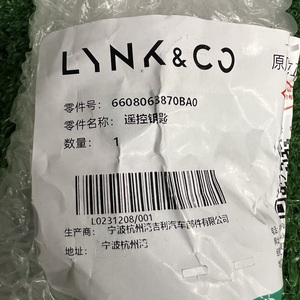 LYNK&CO
零件号: 6608063870BA0
零件名称: 遥控钥匙
数量: 1
L0231208/001
生产商: 宁波杭州湾吉利汽车部件有限公司
地址: 宁波杭州湾